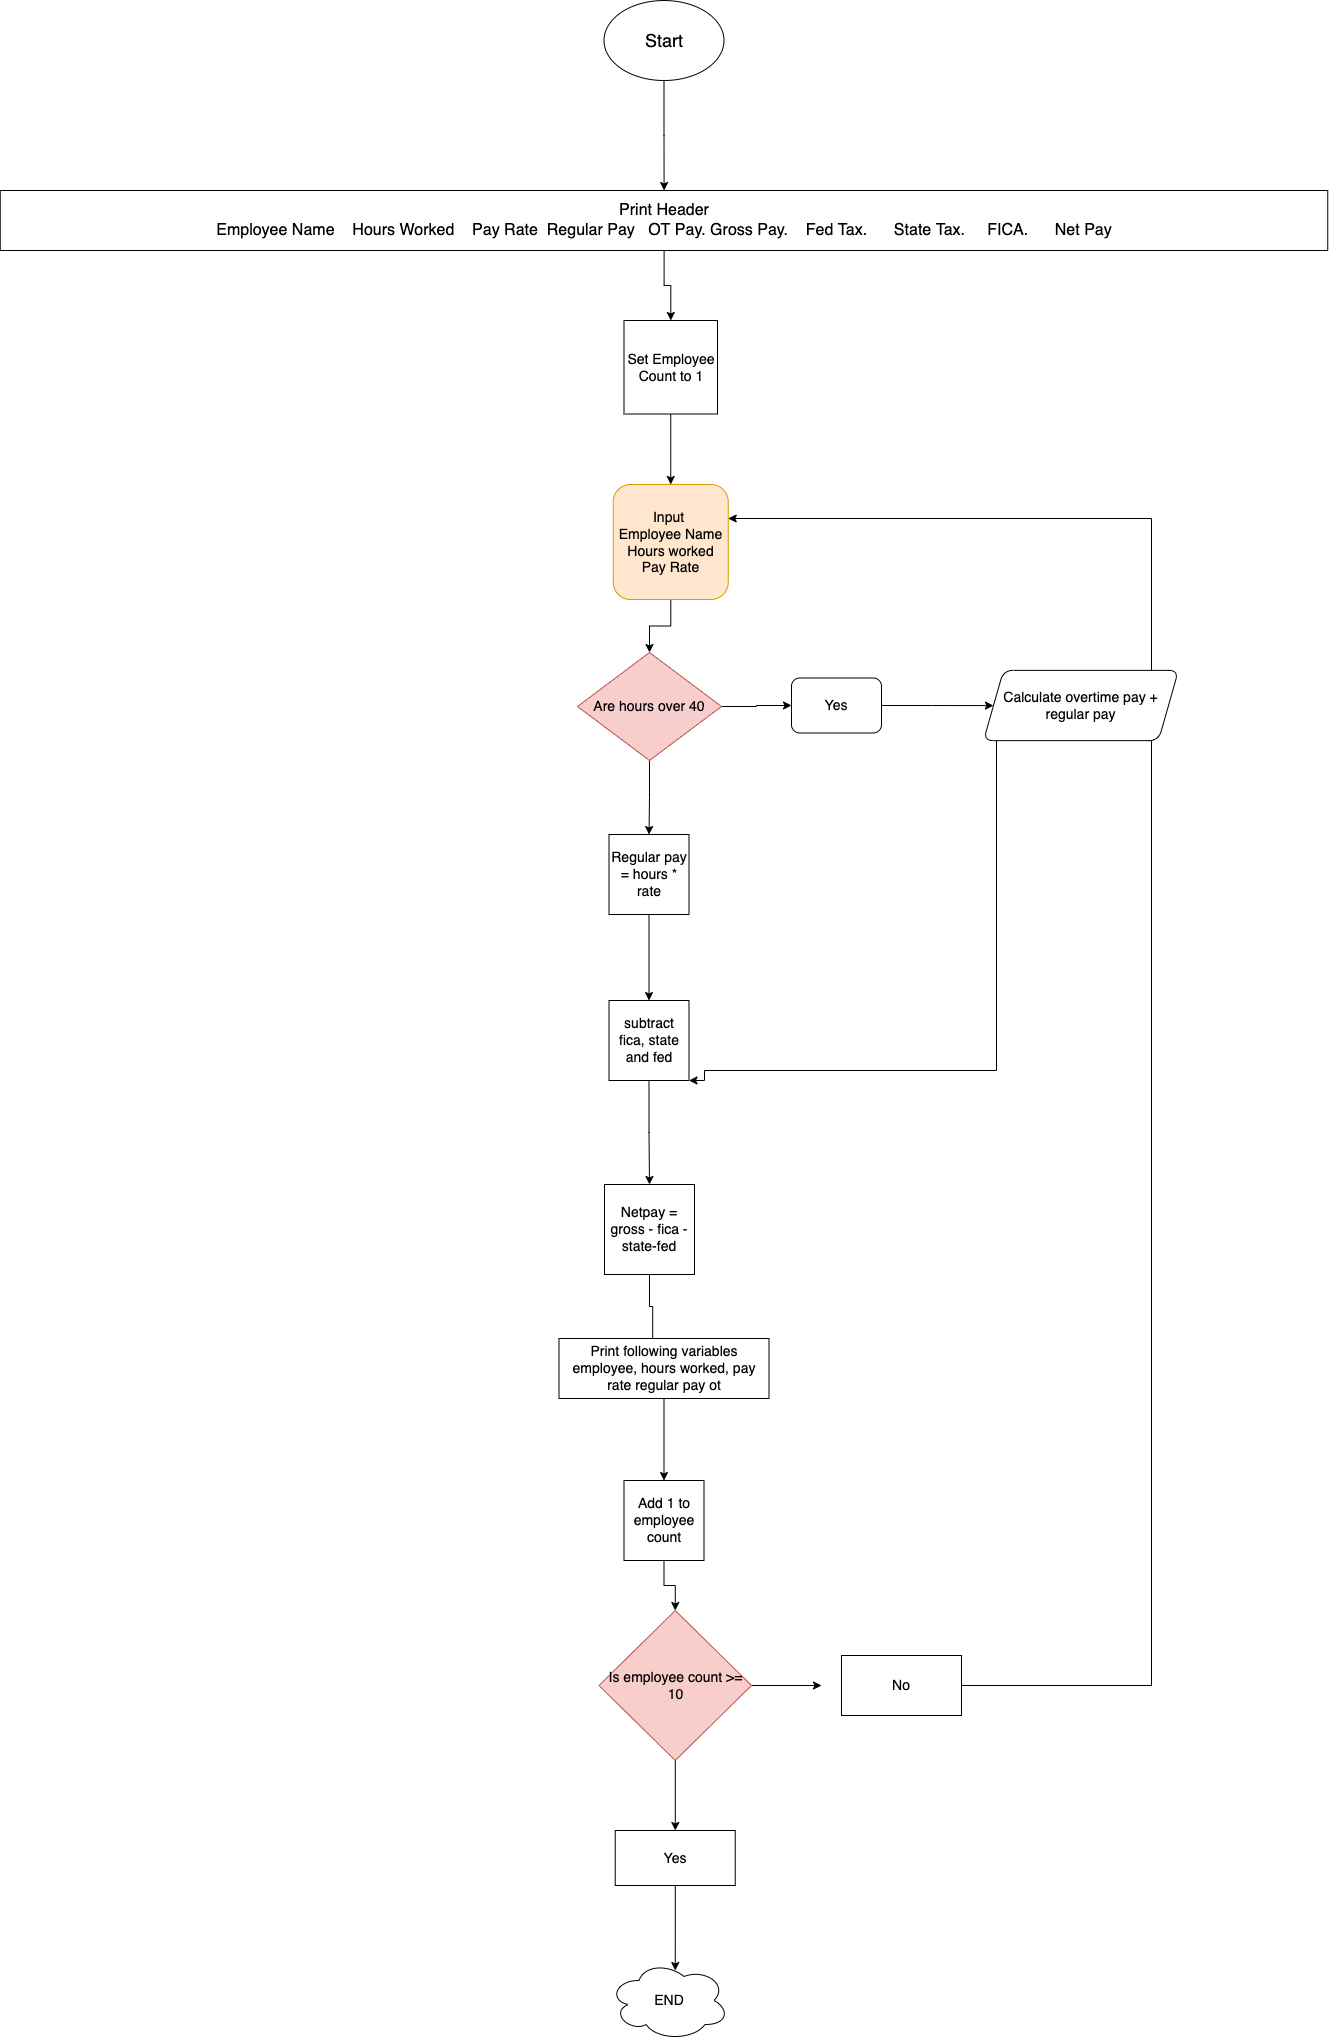 Start
Print Header
Employee Name Hours Worked Pay Rate Regular Pay OT Pay. Gross Pay. Fed Tax. State Tax. FICA. Net Pay
Set Employee
Count to 1
Input
Employee Name
Hours worked
Pay Rate
Are hours over 40
Yes
Calculate overtime pay +
regular pay
Regular pay
= hours *
rate
subtract
fica, state
and fed
Netpay =
gross - fica -
state-fed
Print following variables
employee, hours worked, pay
rate regular pay ot
Add 1 to
employee
count
Is employee count >=
10
No
Yes
END